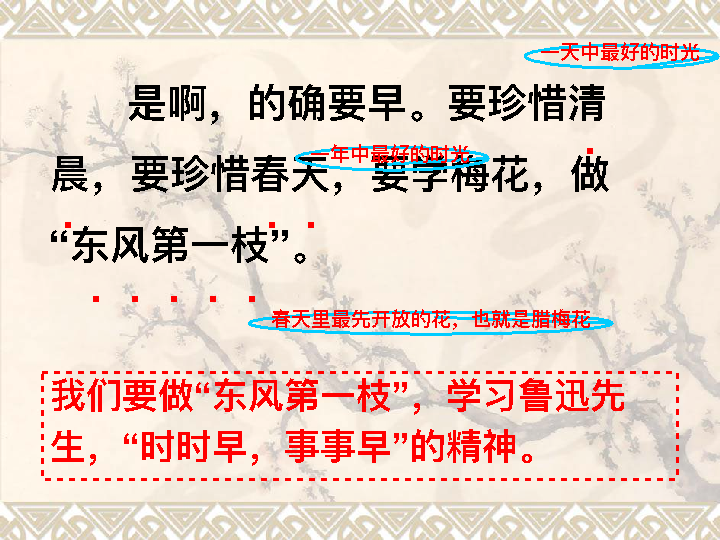 一天中最好的时光
是啊，的确要早。要珍惜清
一年中最好的时光
晨，要珍惜春天，要学梅花，做
“东风第一枝”。
春天里最先开放的花，也就是腊梅花
我们要做“东风第一枝”，学习鲁迅先
生，“时时早，事事早”的精神。